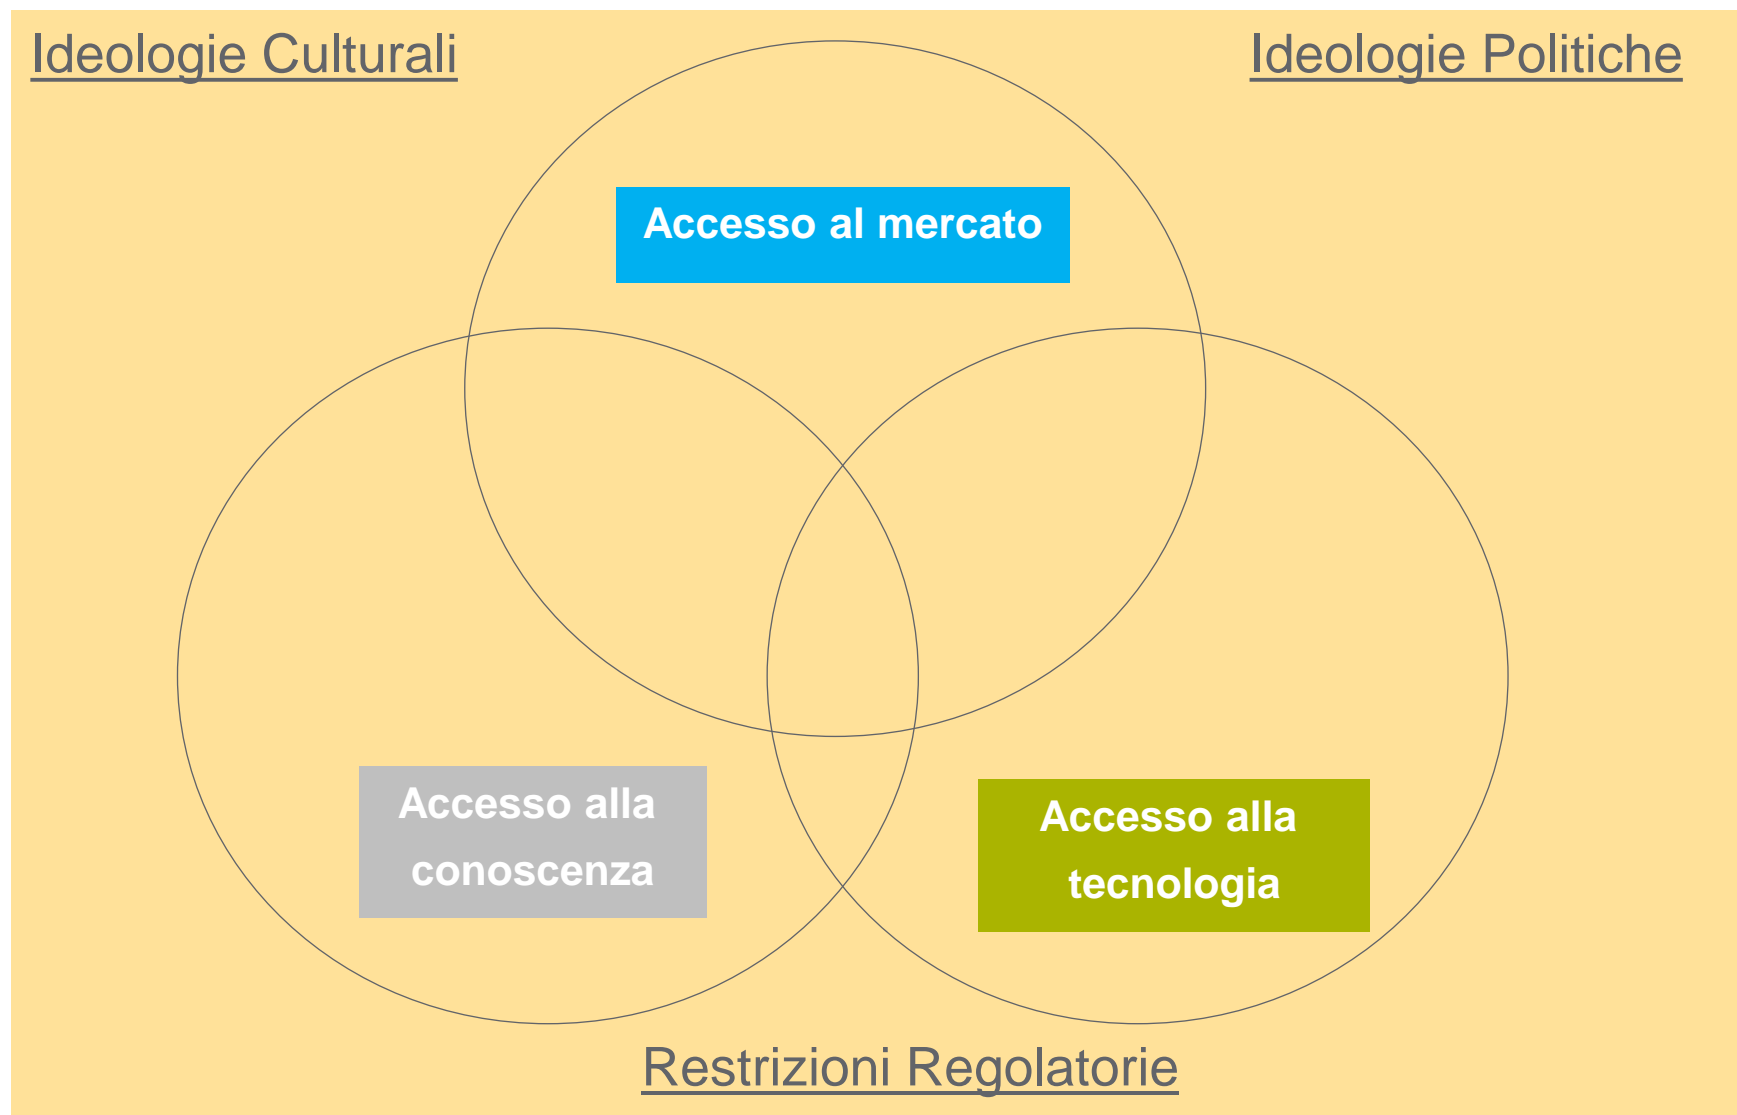 Ideologie Culturali
Ideologie Politiche
Accesso al mercato
Accesso alla
conoscenza
Accesso alla
tecnologia
Restrizioni Regolatorie